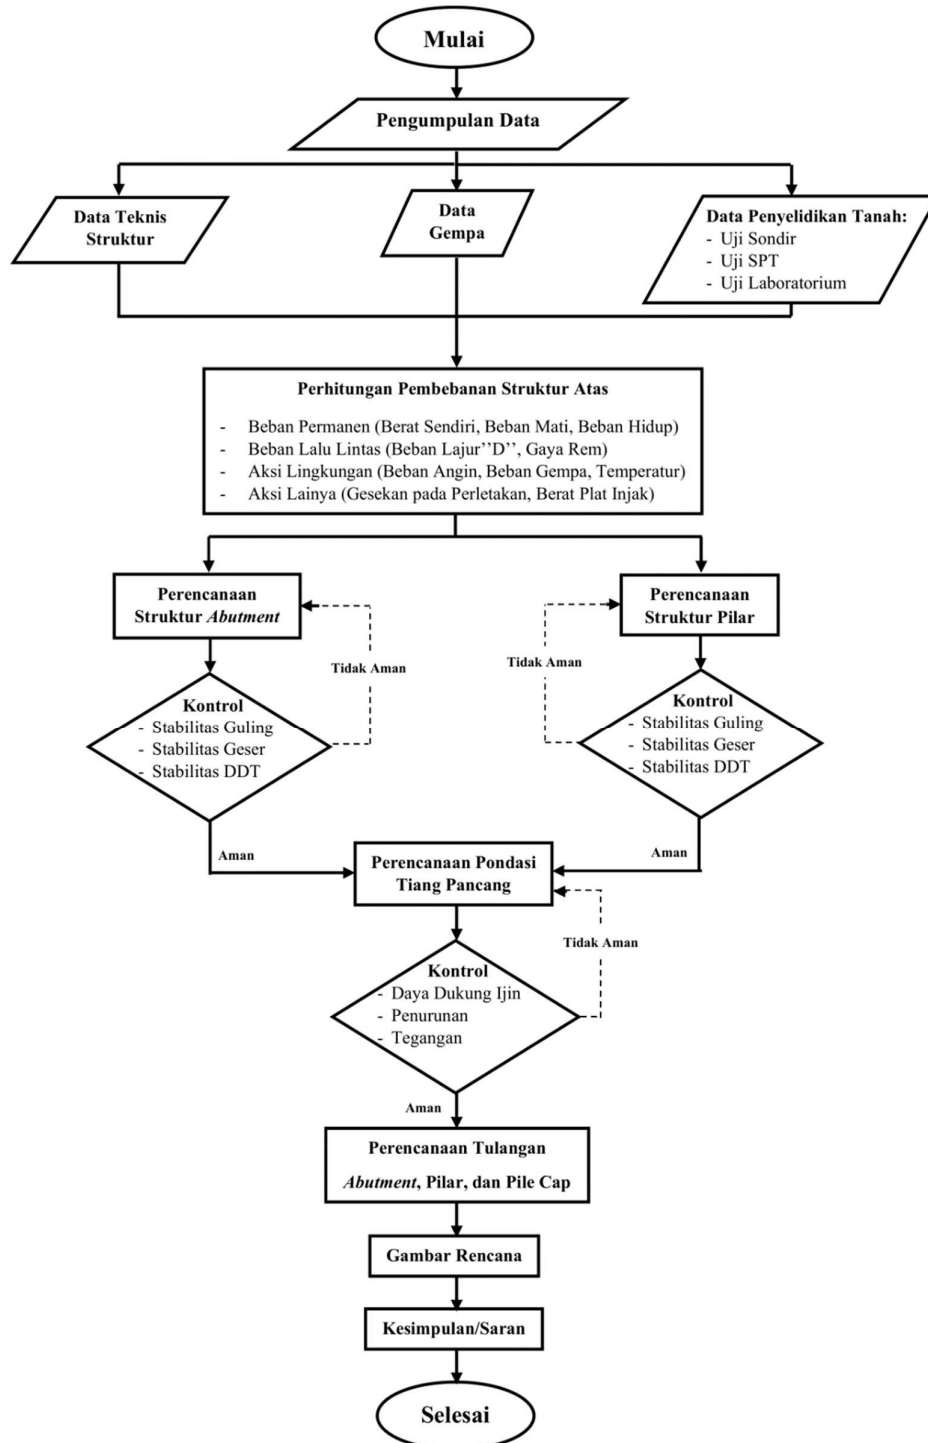 Mulai
Pengumpulan Data
Data Teknis
Struktur
Data
Gempa
Data Penyelidikan Tanah:
- Uji Sondir
- Uji SPT
- Uji Laboratorium
Perhitungan Pembebanan Struktur Atas
- Beban Permanen (Berat Sendiri, Beban Mati, Beban Hidup)
- Beban Lalu Lintas (Beban Lajur’’D’’, Gaya Rem)
- Aksi Lingkungan (Beban Angin, Beban Gempa, Temperatur)
- Aksi Lainya (Gesekan pada Perletakan, Berat Plat Injak)
Perencanaan
Struktur Abutment
Perencanaan
Struktur Pilar
Tidak Aman
Tidak Aman
Kontrol
- Stabilitas Guling
- Stabilitas Geser
- Stabilitas DDT
Kontrol
- Stabilitas Guling
- Stabilitas Geser
- Stabilitas DDT
Aman
Aman
Perencanaan Pondasi
Tiang Pancang
Tidak Aman
Kontrol
- Daya Dukung Ijin
- Penurunan
- Tegangan
Aman
Perencanaan Tulangan
Abutment, Pilar, dan Pile Cap
Gambar Rencana
Kesimpulan/Saran
Selesai